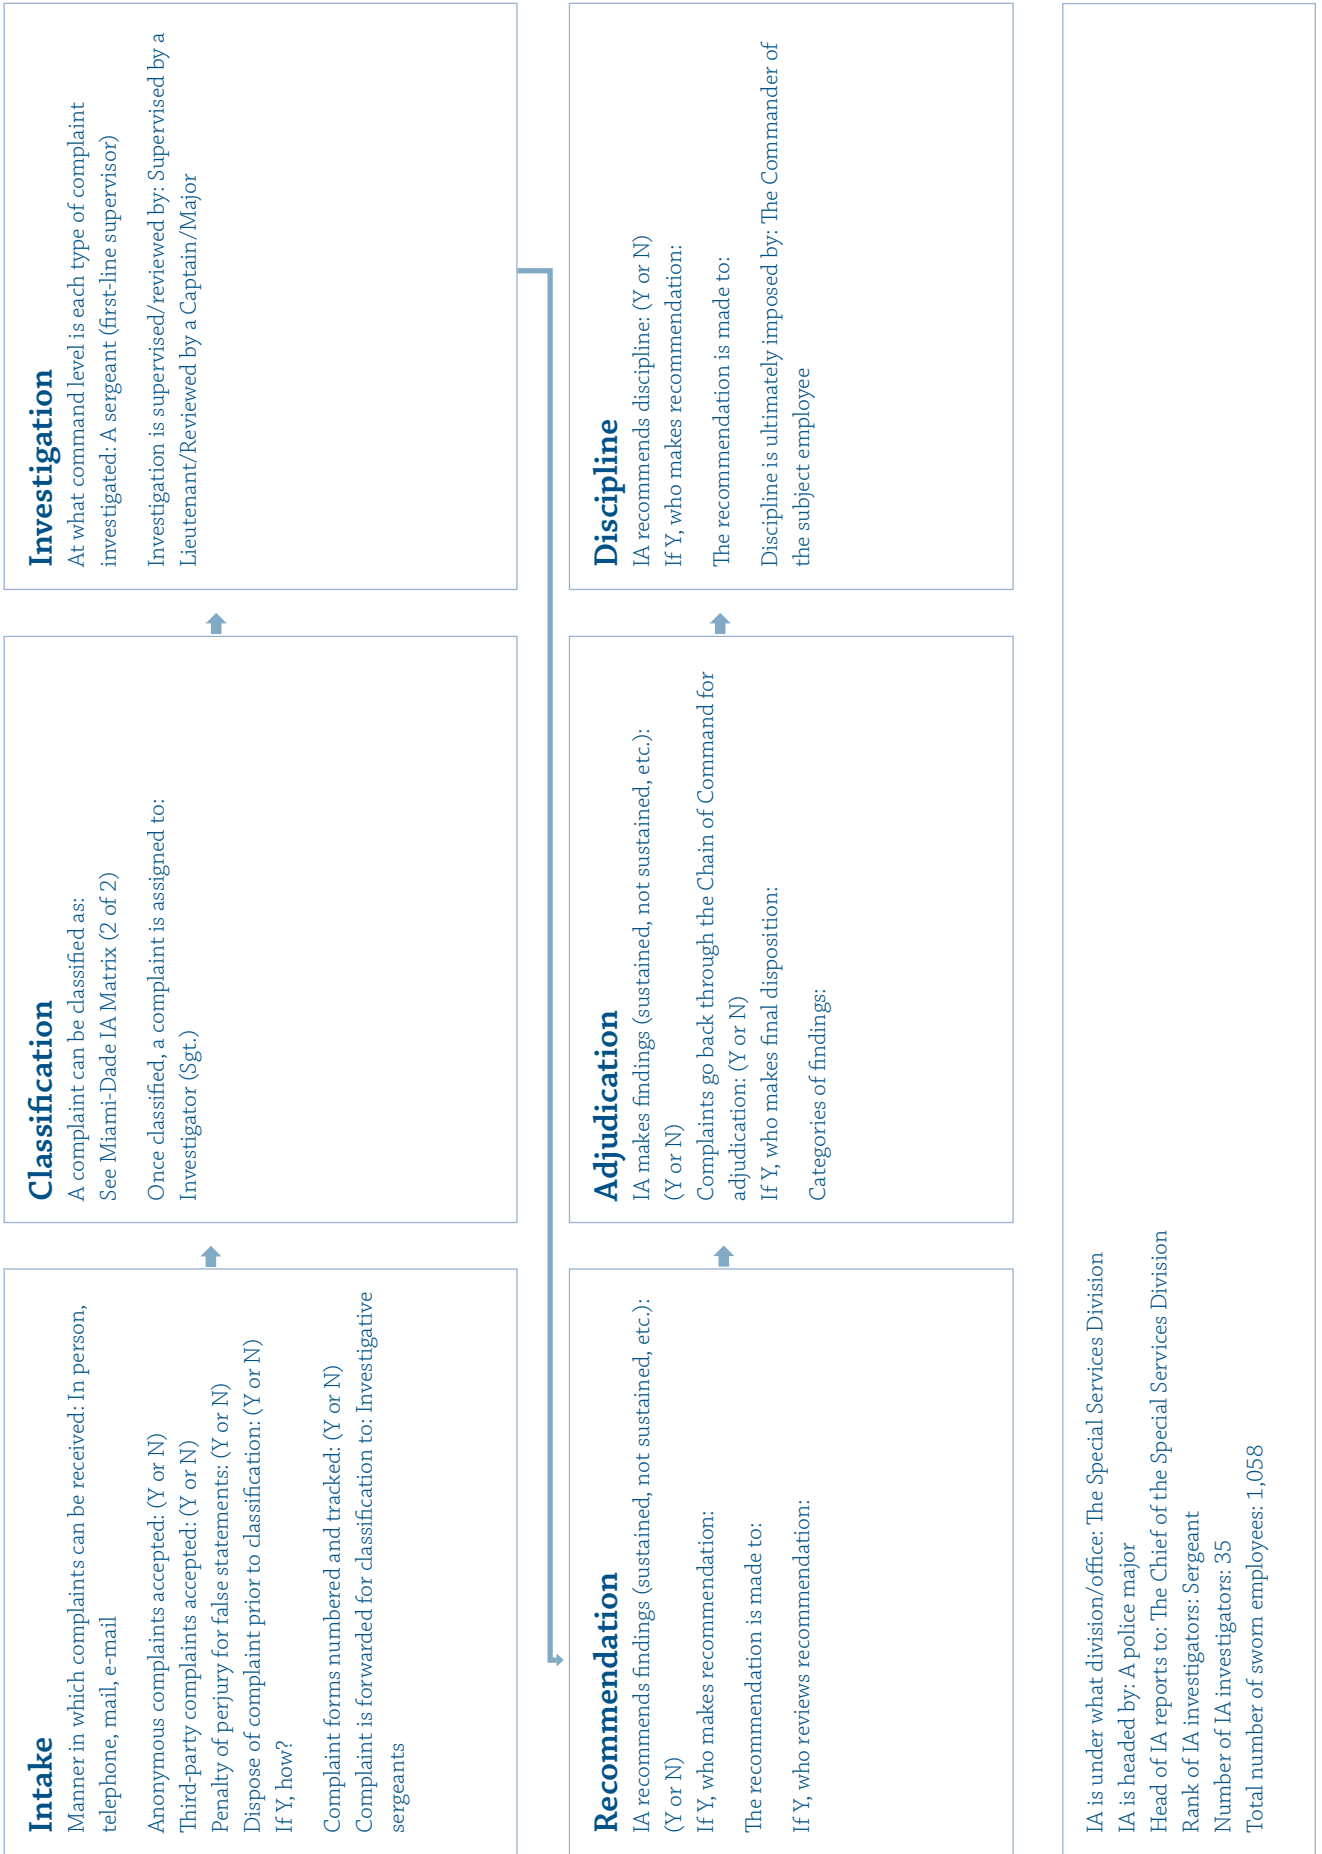 Intake
Manner in which complaints can be received: In person,
telephone, mail, e-mail
Anonymous complaints accepted: (Y or N)
Third-party complaints accepted: (Y or N)
Penalty of perjury for false statements: (Y or N)
Dispose of complaint prior to classification: (Y or N)
If Y, how?
Complaint forms numbered and tracked: (Y or N)
Complaint is forwarded for classification to: Investigative
sergeants
Classification
A complaint can be classified as:
See Miami-Dade IA Matrix (2 of 2)
Once classified, a complaint is assigned to:
Investigator (Sgt.)
Investigation
At what command level is each type of complaint
investigated: A sergeant (first-line supervisor)
Investigation is supervised/reviewed by: Supervised by a
Lieutenant/Reviewed by a Captain/Major
Recommendation
IA recommends findings (sustained, not sustained, etc.):
(Y or N)
If Y, who makes recommendation:
The recommendation is made to:
If Y, who reviews recommendation:
Adjudication
IA makes findings (sustained, not sustained, etc.):
(Y or N)
Complaints go back through the Chain of Command for
adjudication: (Y or N)
If Y, who makes final disposition:
Categories of findings:
Discipline
IA recommends discipline: (Y or N)
If Y, who makes recommendation:
The recommendation is made to:
Discipline is ultimately imposed by: The Commander of
the subject employee
IA is under what division/office: The Special Services Division
IA is headed by: A police major
Head of IA reports to: The Chief of the Special Services Division
Rank of IA investigators: Sergeant
Number of IA investigators: 35
Total number of sworn employees: 1,058